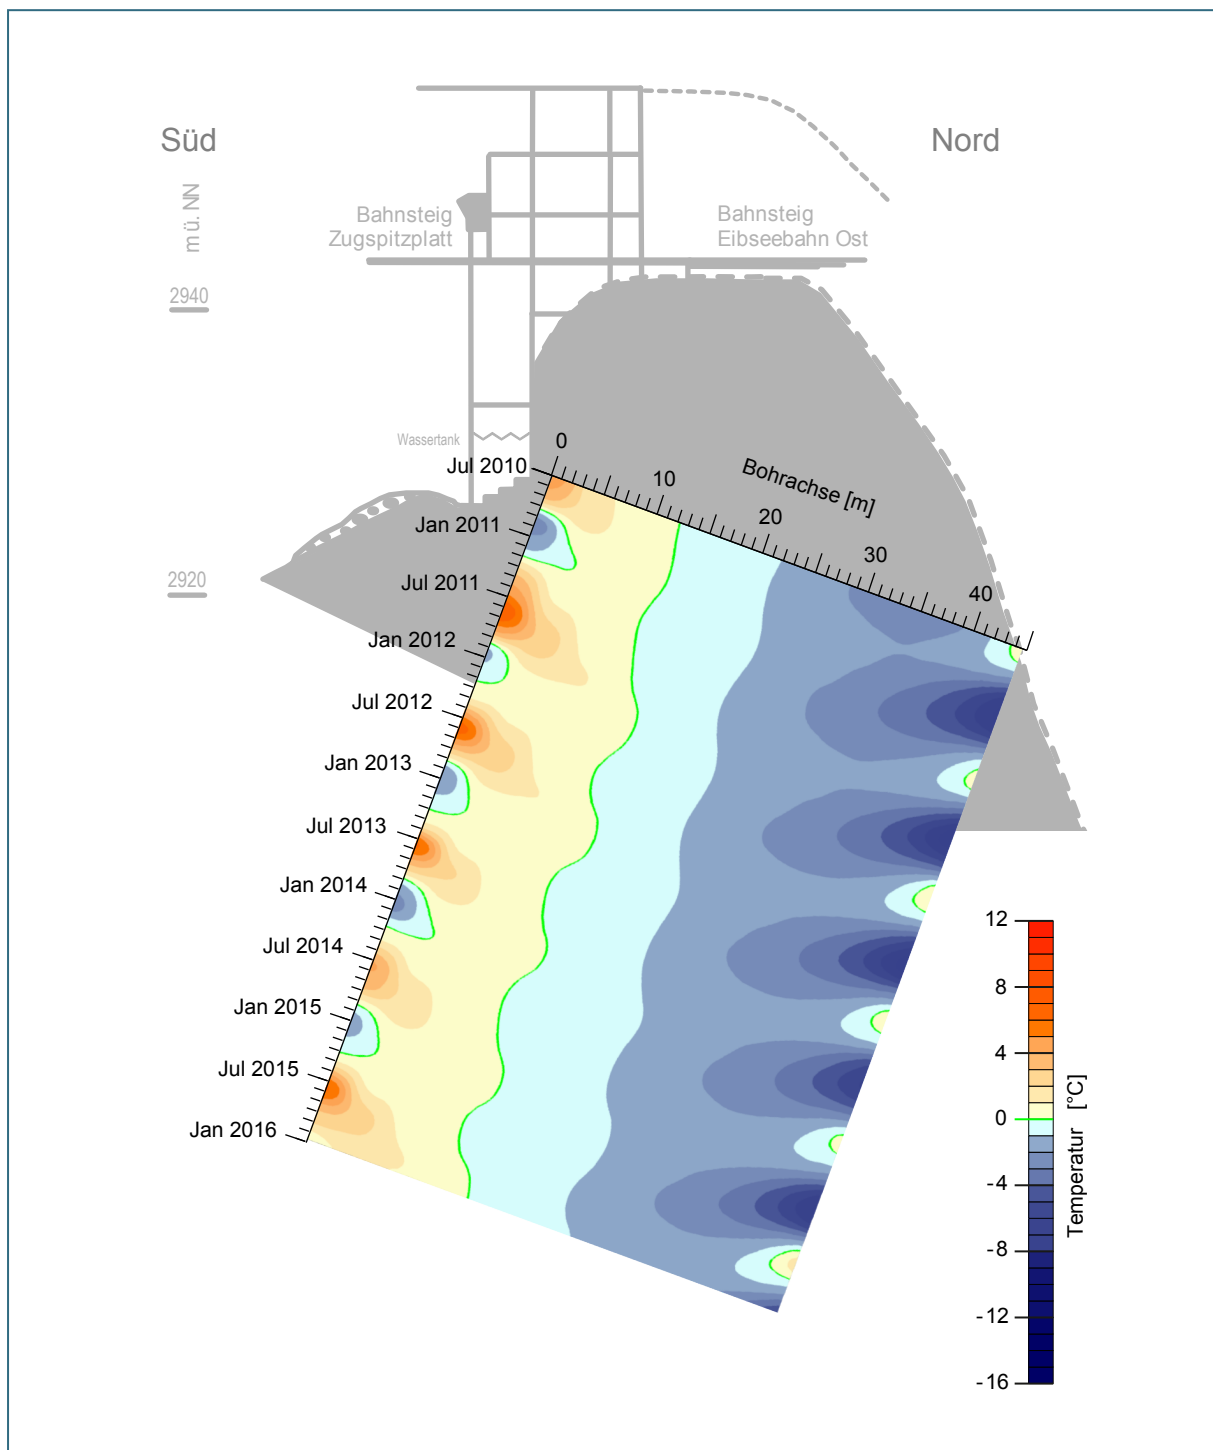 Süd
Nord
m ü. NN
Bahnsteig
Zugspitzplatt
Bahnsteig
Eibseebahn Ost
2940
2920
Wassertank
0
10
20
30
40
Bohrachse [m]
Jul 2010
Jan 2011
Jul 2011
Jan 2012
Jul 2012
Jan 2013
Jul 2013
Jan 2014
Jul 2014
Jan 2015
Jul 2015
Jan 2016
12
8
4
0
-4
-8
-12
-16
Temperatur [°C]